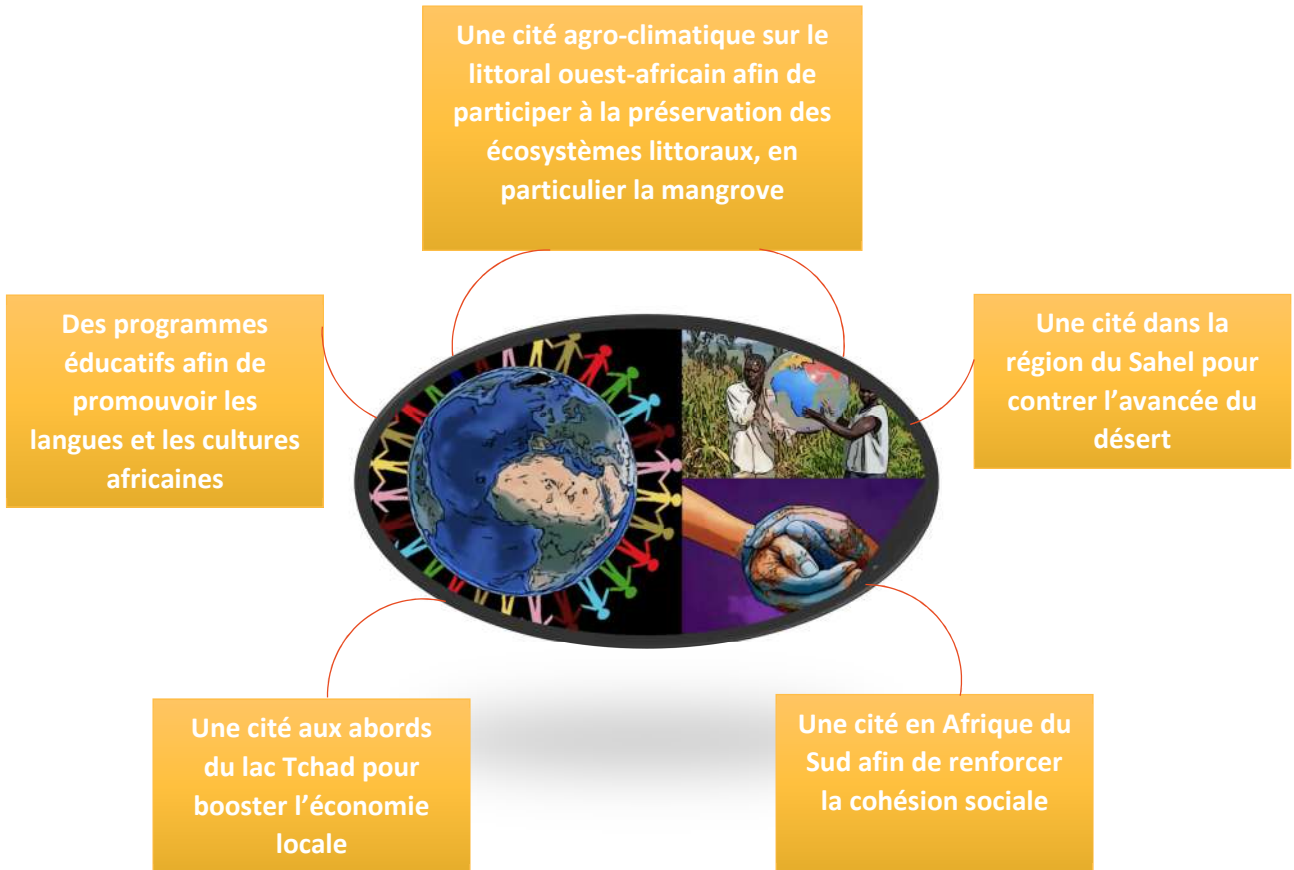 Une cité agro-climatique sur le
littoral ouest-africain afin de
participer à la préservation des
écosystèmes littoraux, en
particulier la mangrove
Des programmes
éducatifs afin de
promouvoir les
langues et les cultures
africaines
Une cité dans la
région du Sahel pour
contrer l’avancée du
désert
Une cité aux abords
du lac Tchad pour
booster l’économie
locale
Une cité en Afrique du
Sud afin de renforcer
la cohésion sociale